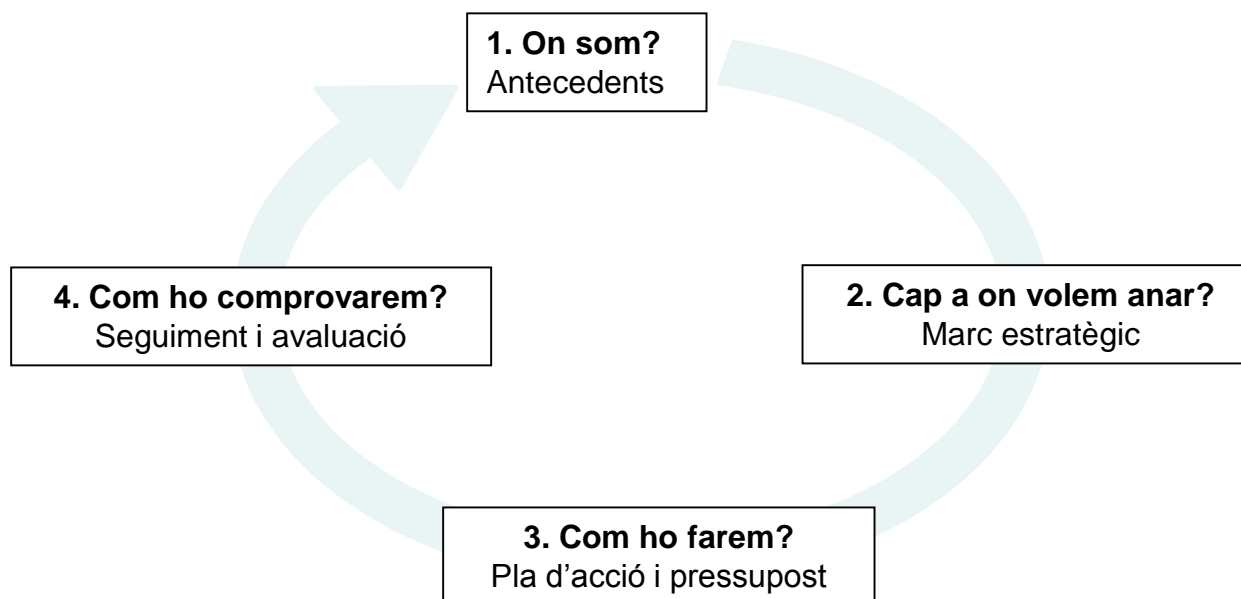 1. On som?
Antecedents
2. Cap a on volem anar?
Marc estratègic
3. Com ho farem?
Pla d’acció i pressupost
4. Com ho comprovarem?
Seguiment i avaluació